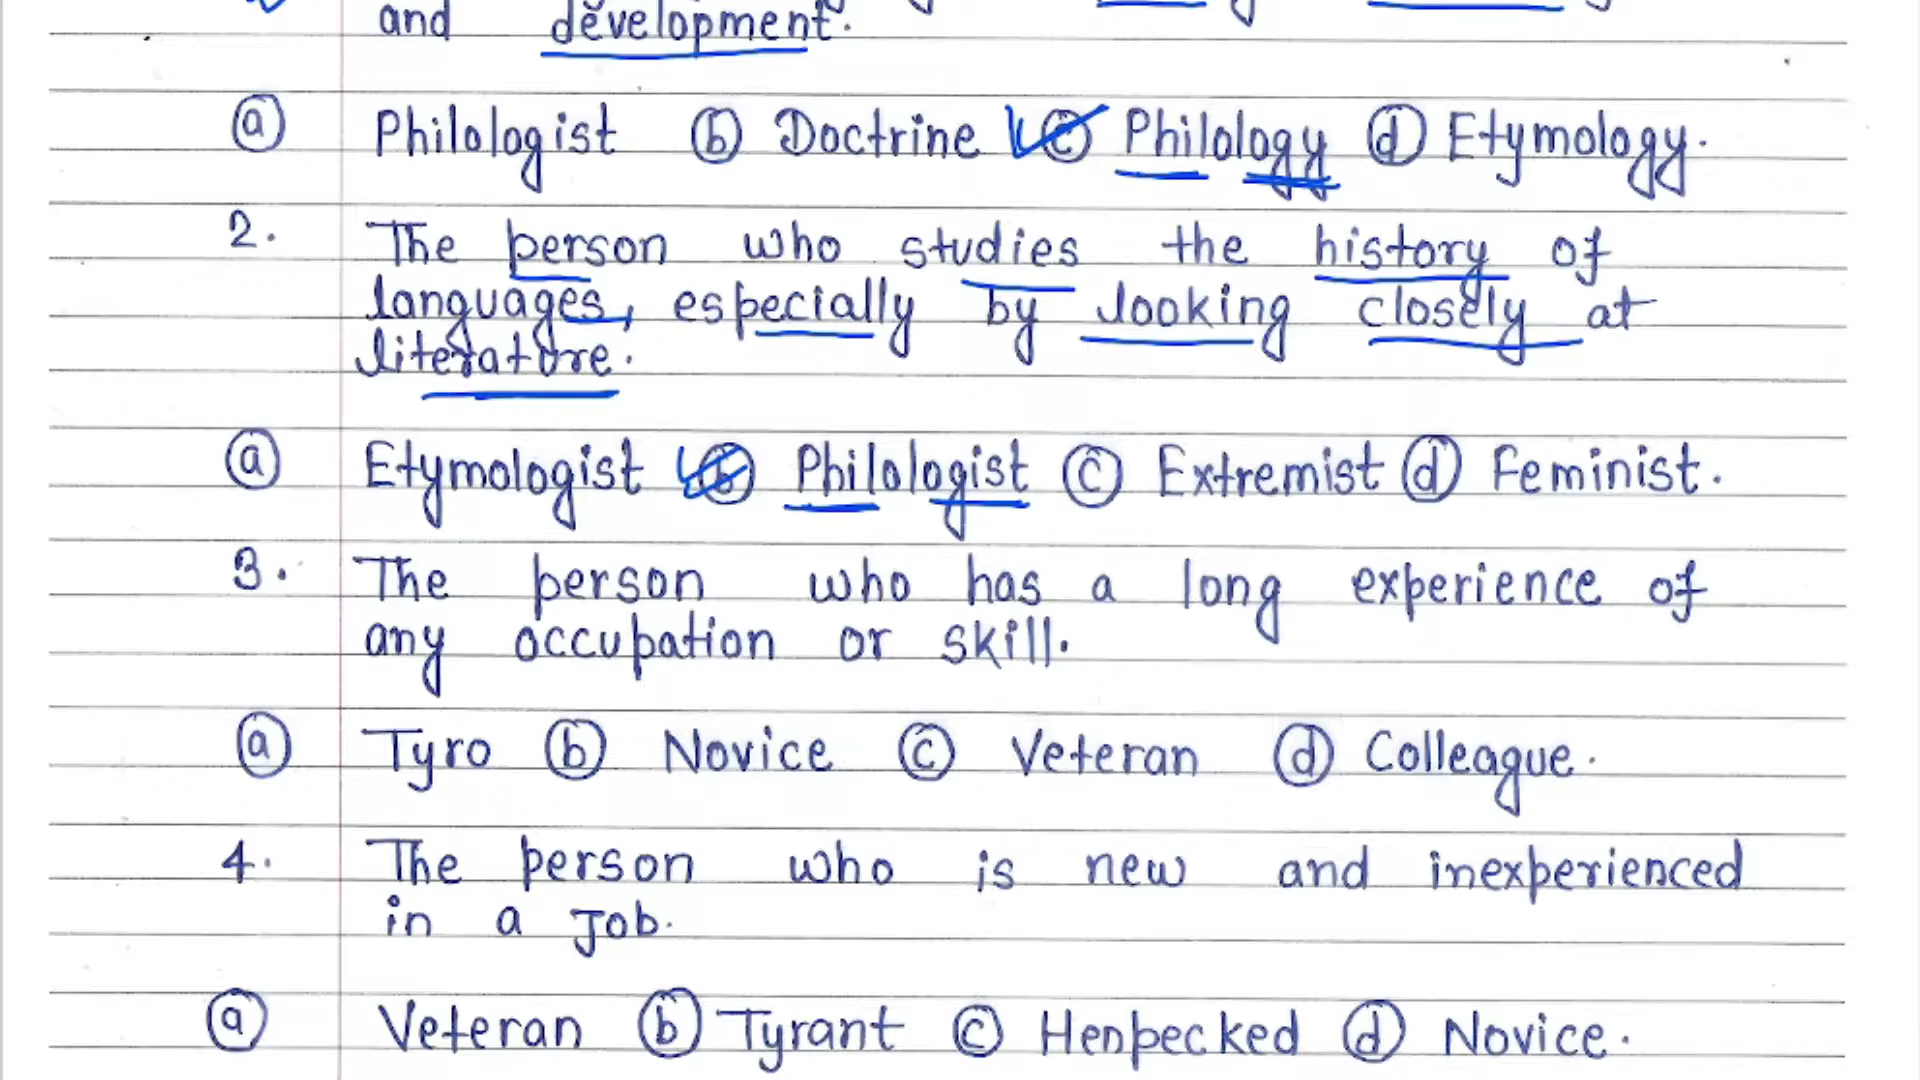 and development.
ⓐ Philologist ⓑ Doctrine ⓒ Philology ⓓ Etymology.
2. The person who studies the history of
languages, especially by looking closely at
literature.
ⓐ Etymologist ⓑ Philologist ⓒ Extremist ⓓ Feminist.
3. The person who has a long experience of
any occupation or skill.
ⓐ Tyro ⓑ Novice ⓒ Veteran ⓓ Colleague.
4. The person who is new and inexperienced
in a Job.
ⓐ Veteran ⓑ Tyrant ⓒ Henpecked ⓓ Novice.